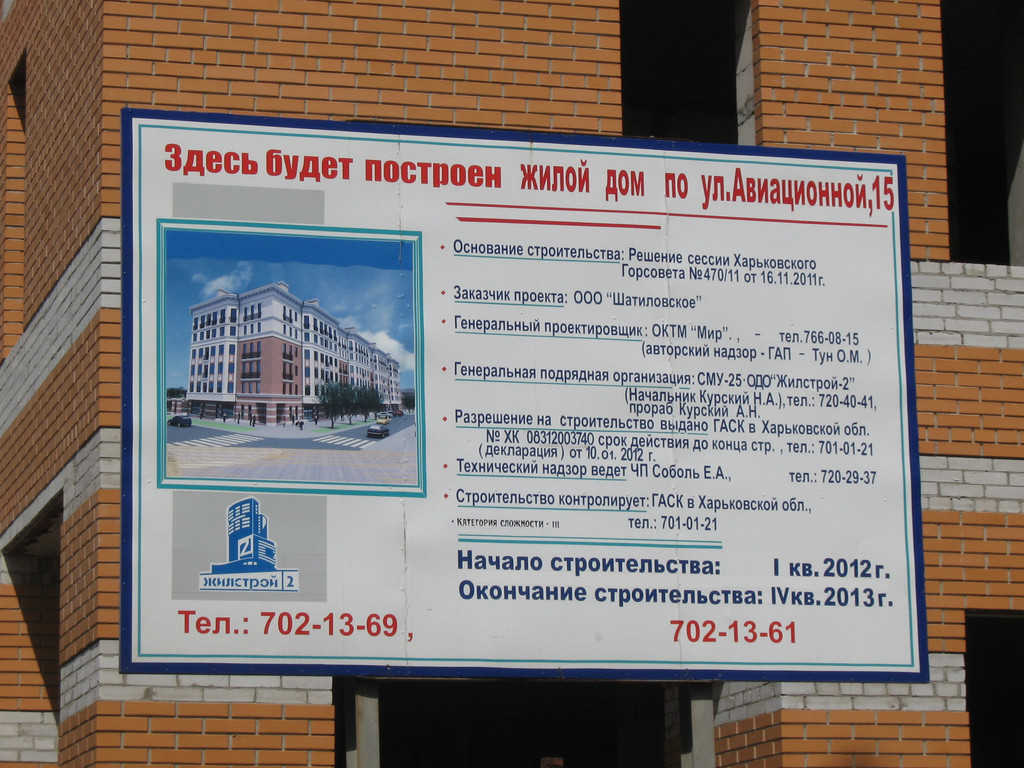 Здесь будет построен жилой дом по ул.Авиационной,15
· Основание строительства: Решение сессии Харьковского
Горсовета №470/11 от 16.11.2011г.
· Заказчик проекта: ООО "Шатиловское"
· Генеральный проектировщик: ОКТМ "Мир". , – тел.766-08-15
(авторский надзор - ГАП – Тун О.М. )
· Генеральная подрядная организация: СМУ-25 ОДО"Жилстрой-2"
(Начальник Курский Н.А.), тел.: 720-40-41,
прораб Курский А.Н.
· Разрешение на строительство выдано ГАСК в Харьковской обл.
№ ХК 08312003740 срок действия до конца стр. , тел.: 701-01-21
( декларация ) от 10.01.2012 г.
· Технический надзор ведет ЧП Соболь Е.А., тел.: 720-29-37
· Строительство контролирует: ГАСК в Харьковской обл.,
тел.: 701-01-21
· Категория сложности - III
Начало строительства: I кв. 2012 г.
Окончание строительства: IV кв. 2013 г.
жилстрой 2
Тел.: 702-13-69 , 702-13-61